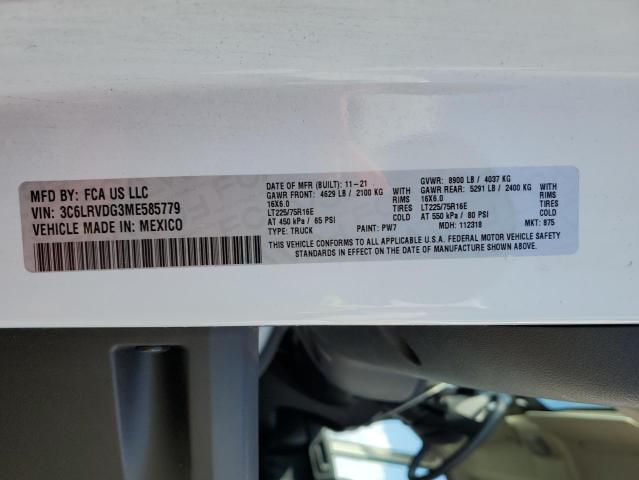 MFD BY: FCA US LLC
VIN: 3C6LRVDG3ME585779
VEHICLE MADE IN: MEXICO
DATE OF MFR (BUILT): 11-21
GAWR FRONT: 4629 LB / 2100 KG WITH
16X6.0 RIMS
LT225/75R16E TIRES
AT 450 kPa / 65 PSI COLD
TYPE: TRUCK PAINT: PW7
GVWR: 8900 LB / 4037 KG
GAWR REAR: 5291 LB / 2400 KG WITH
16X6.0 RIMS
LT225/75R16E TIRES
AT 550 kPa / 80 PSI COLD
MDH: 112318 MKT: 875
THIS VEHICLE CONFORMS TO ALL APPLICABLE U.S.A. FEDERAL MOTOR VEHICLE SAFETY
STANDARDS IN EFFECT ON THE DATE OF MANUFACTURE SHOWN ABOVE